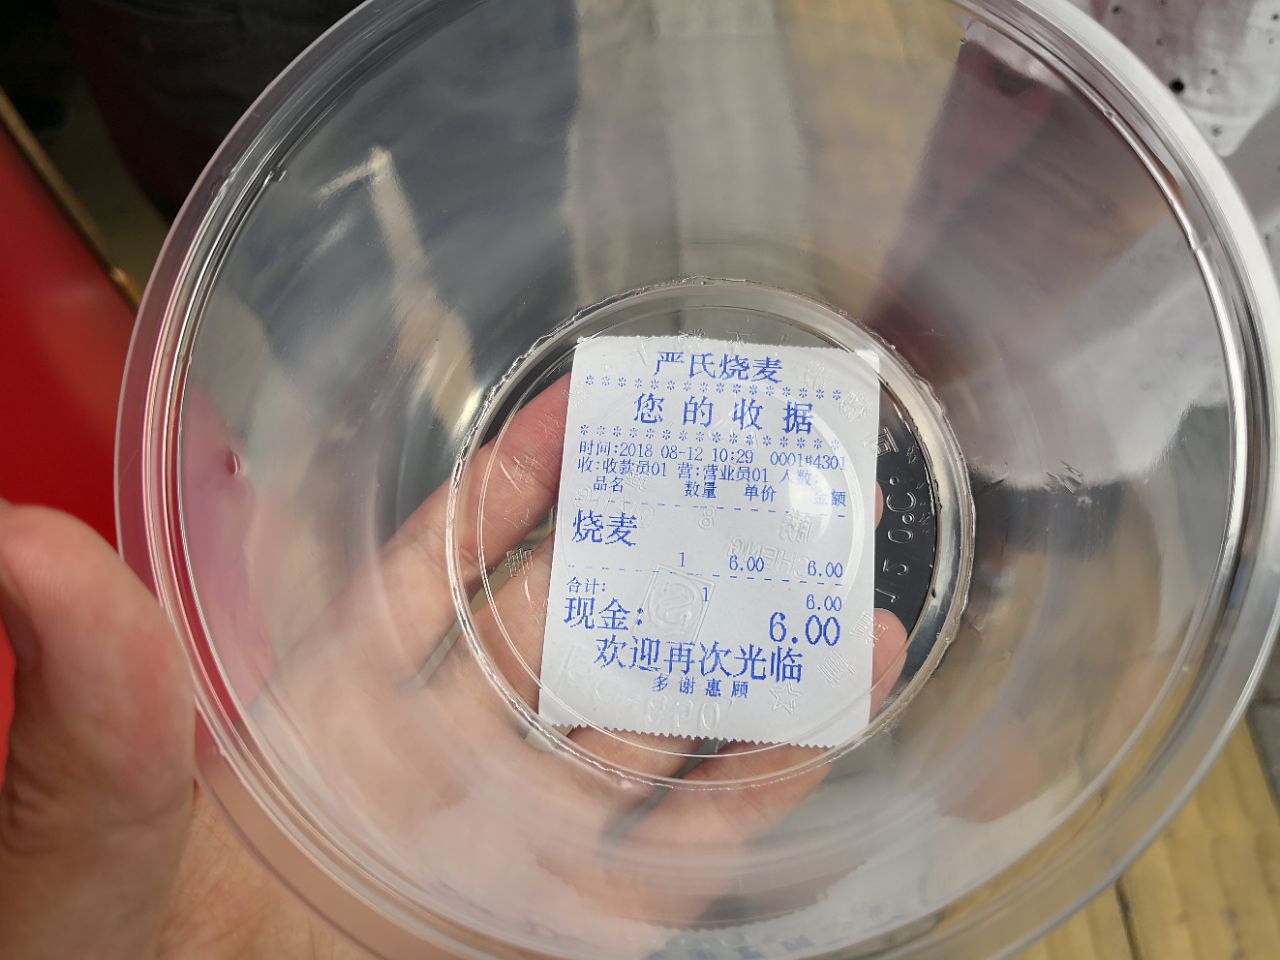 严氏烧麦
*****************
您的收据
*****************
时间:2018-08-12 10:29 0001#4301
收:收款员01 营:营业员01 人数:
品名 数量 单价 金额
烧麦
1 6.00 6.00
合计: 1 6.00
现金: 6.00
欢迎再次光临
多谢惠顾
150°C